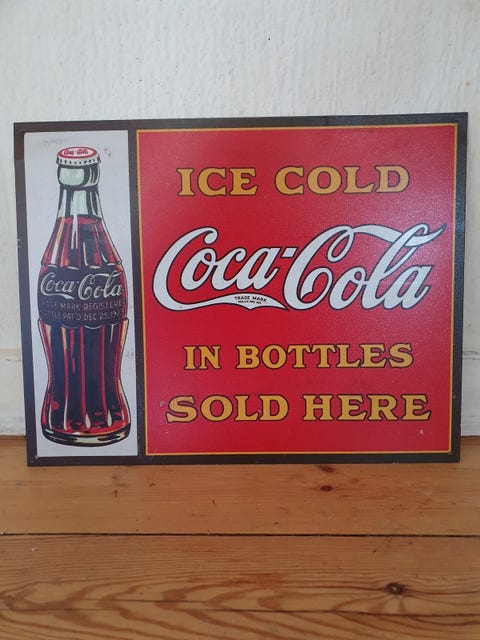 Coca-Cola
Coca-Cola
TRADE MARK REGISTERED
BOTTLE PAT'D DEC. 25, 1923
ICE COLD
Coca-Cola
TRADE MARK
IN BOTTLES
SOLD HERE